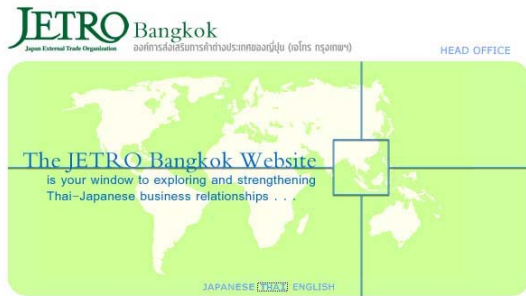 JETRO Bangkok
Japan External Trade Organization
องค์การส่งเสริมการค้าต่างประเทศของญี่ปุ่น (เจโทร กรุงเทพฯ)
HEAD OFFICE
The JETRO Bangkok Website
is your window to exploring and strengthening
Thai-Japanese business relationships . . .
JAPANESE THAI ENGLISH